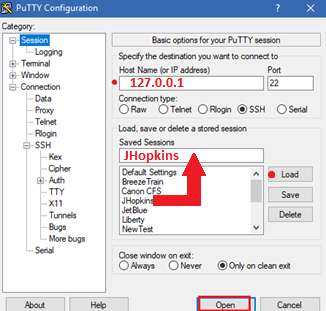 PuTTY Configuration
Category:
Session
Logging
Terminal
Window
Connection
Data
Proxy
Telnet
Rlogin
SSH
Kex
Cipher
Auth
TTY
X11
Tunnels
Bugs
More bugs
Serial
Basic options for your PuTTY session
Specify the destination you want to connect to
Host Name (or IP address) Port
127.0.0.1 22
Connection type:
Raw Telnet Rlogin SSH Serial
Load, save or delete a stored session
Saved Sessions
JHopkins
Default Settings
BreezeTrain
Canon CFS
JHopkins
JetBlue
Liberty
NewTest
Load
Save
Delete
Close window on exit:
Always Never Only on clean exit
About Help Open Cancel